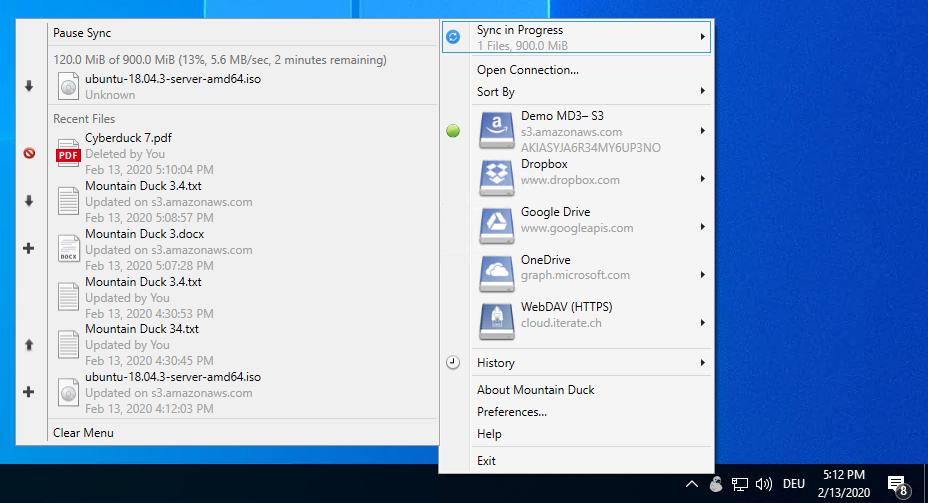 Pause Sync
120.0 MiB of 900.0 MiB (13%, 5.6 MB/sec, 2 minutes remaining)
ubuntu-18.04.3-server-amd64.iso
Unknown
Recent Files
Cyberduck 7.pdf
PDF
Deleted by You
Feb 13, 2020 5:10:04 PM
Mountain Duck 3.4.txt
Updated on s3.amazonaws.com
Feb 13, 2020 5:08:57 PM
Mountain Duck 3.docx
DOCX
Updated on s3.amazonaws.com
Feb 13, 2020 5:07:28 PM
Mountain Duck 3.4.txt
Updated by You
Feb 13, 2020 4:30:53 PM
Mountain Duck 34.txt
Updated by You
Feb 13, 2020 4:30:45 PM
ubuntu-18.04.3-server-amd64.iso
Updated on s3.amazonaws.com
Feb 13, 2020 4:12:03 PM
Clear Menu
Sync in Progress
1 Files, 900.0 MiB
Open Connection...
Sort By
Demo MD3– S3
s3.amazonaws.com
AKIASYJA6R34MY6UP3NO
Dropbox
www.dropbox.com
Google Drive
www.googleapis.com
OneDrive
graph.microsoft.com
WebDAV (HTTPS)
cloud.iterate.ch
History
About Mountain Duck
Preferences...
Help
Exit
DEU
5:12 PM
2/13/2020
8